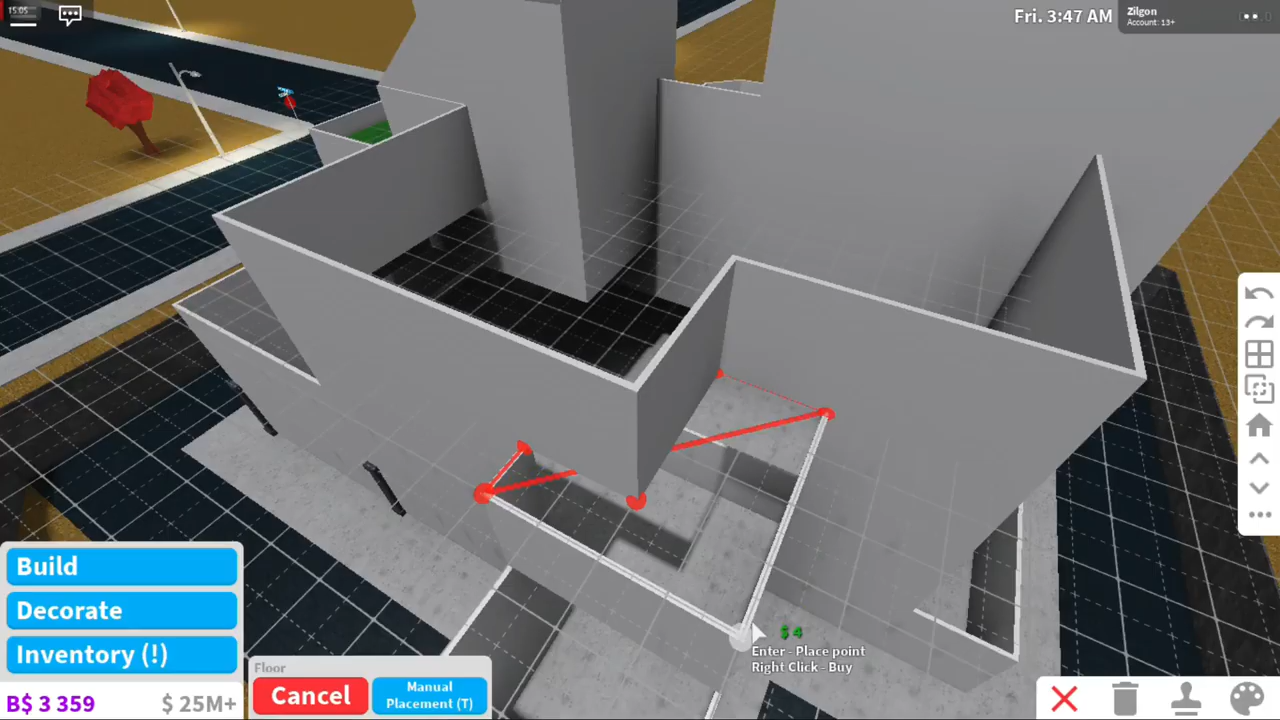 15:05
Fri. 3:47 AM
Zilgon
Account: 13+
$ 4
Enter - Place point
Right Click - Buy
Build
Decorate
Inventory (!)
B$ 3 359
$ 25M+
Floor
Cancel
Manual
Placement (T)